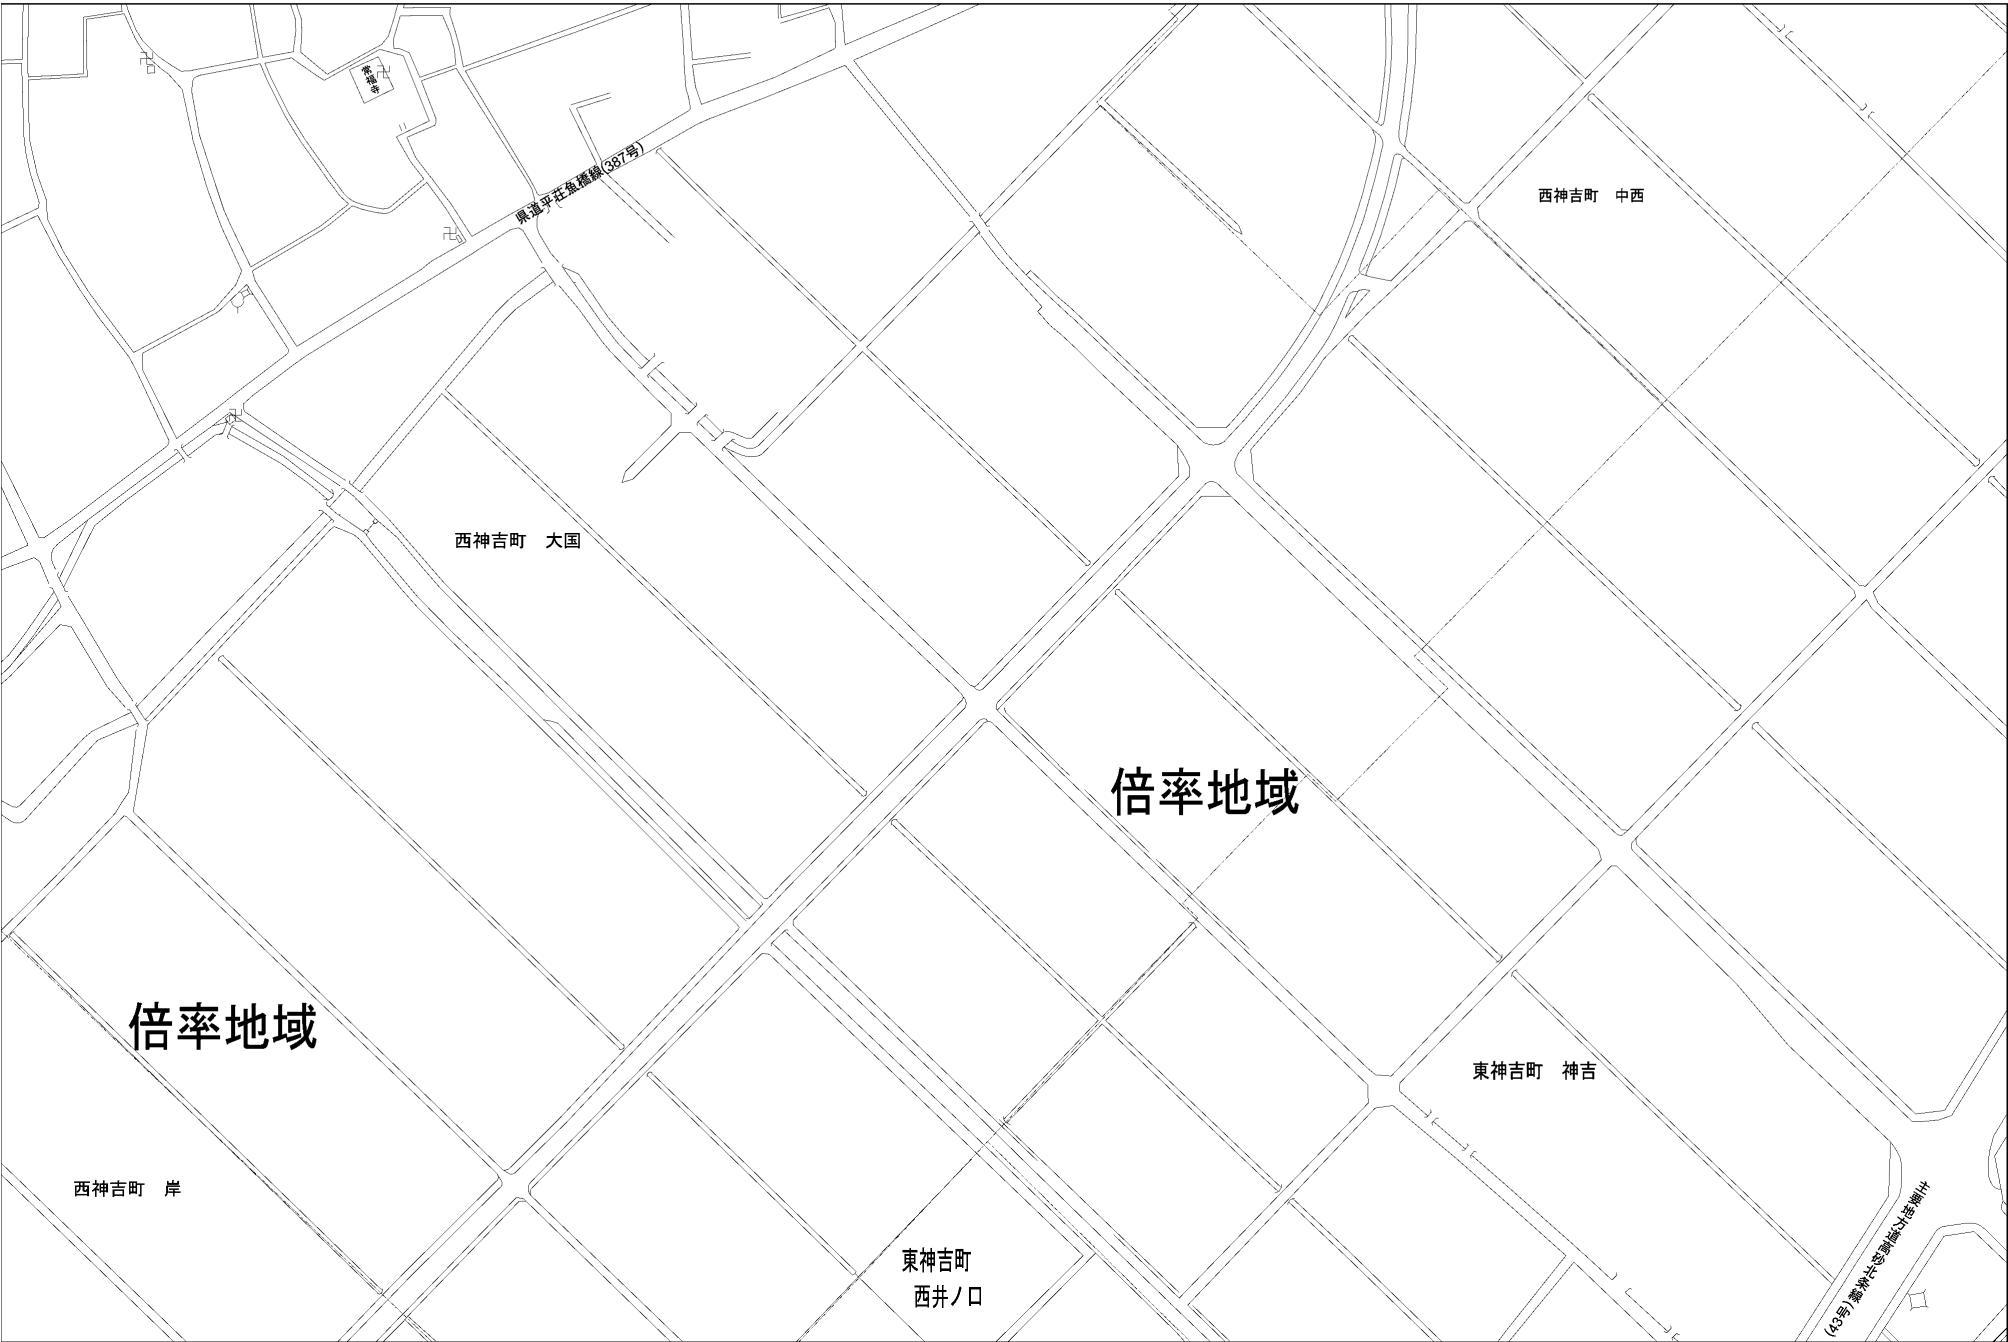 常福寺
県道平荘魚橋線(387号)
西神吉町　中西
西神吉町　大国
倍率地域
倍率地域
東神吉町　神吉
西神吉町　岸
主要地方道高砂北条線
(43号)
東神吉町
西井ノ口